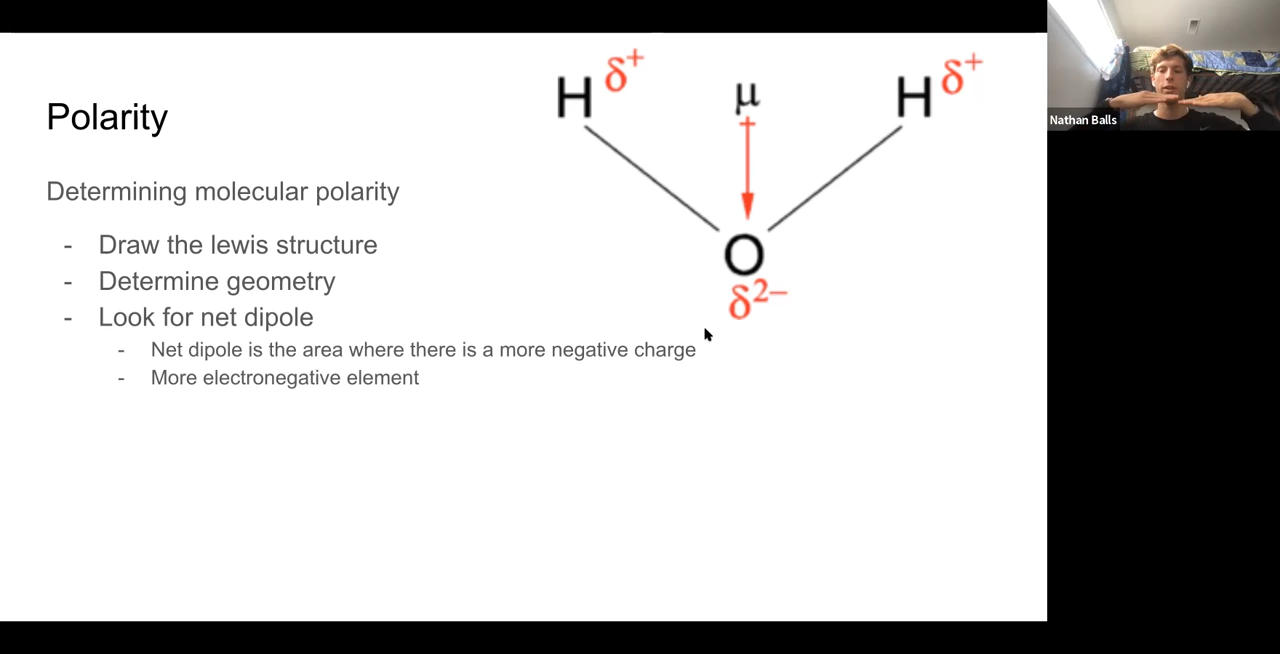 Polarity
Determining molecular polarity
- Draw the lewis structure
- Determine geometry
- Look for net dipole
- Net dipole is the area where there is a more negative charge
- More electronegative element
H δ+ μ H δ+
O
δ2−
Nathan Balls